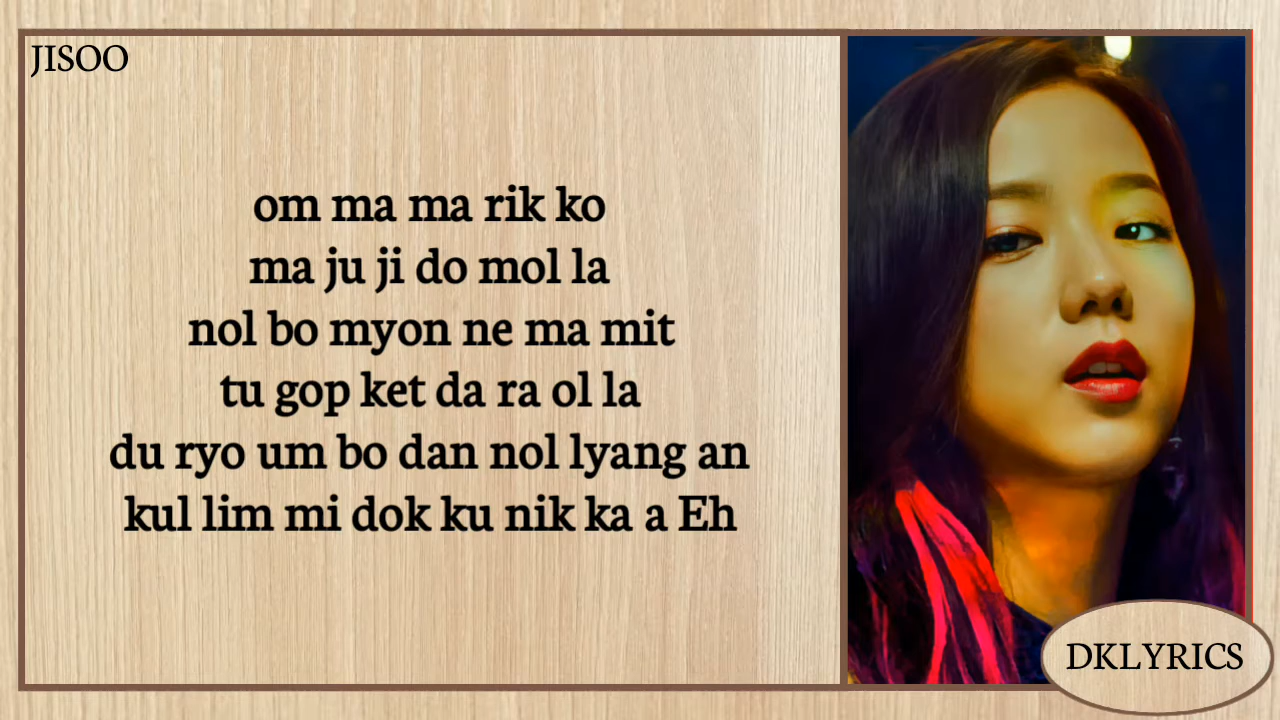 JISOO
om ma ma rik ko
ma ju ji do mol la
nol bo myon ne ma mit
tu gop ket da ra ol la
du ryo um bo dan nol lyang an
kul lim mi dok ku nik ka a Eh
DKLYRICS